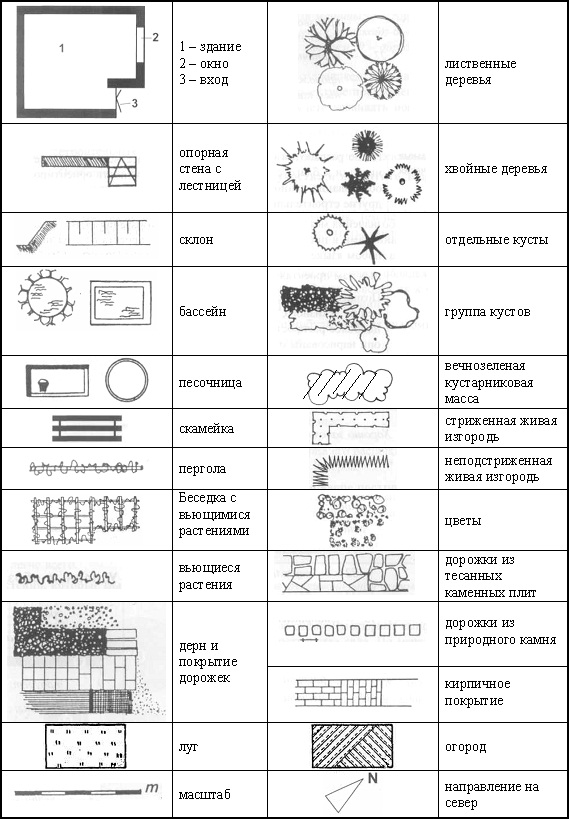 1
2
3
1 – здание
2 – окно
3 – вход
лиственные
деревья
опорная
стена с
лестницей
хвойные деревья
склон
отдельные кусты
бассейн
группа кустов
песочница
вечнозеленая
кустарниковая
масса
скамейка
стриженная живая
изгородь
пергола
неподстриженная
живая изгородь
Беседка с
вьющимися
растениями
цветы
вьющиеся
растения
дорожки из
тесанных
каменных плит
дерн и
покрытие
дорожек
дорожки из
природного камня
кирпичное
покрытие
луг
огород
m
масштаб
N
направление на
север